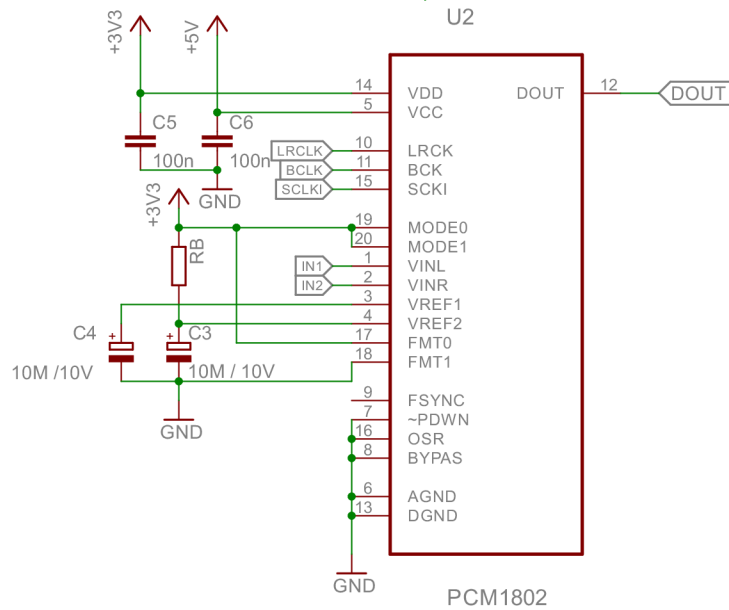 U2
+3V3
+5V
14 VDD
5 VCC
DOUT 12 DOUT
C5
100n
C6
100n
LRCLK 10 LRCK
BCLK 11 BCK
SCLKI 15 SCKI
GND
+3V3
19 MODE0
20 MODE1
RB
IN1 1 VINL
IN2 2 VINR
3 VREF1
4 VREF2
C4
10M /10V
C3
10M / 10V
17 FMT0
18 FMT1
GND
9 FSYNC
7 ~PDWN
16 OSR
8 BYPAS
6 AGND
13 DGND
GND
PCM1802